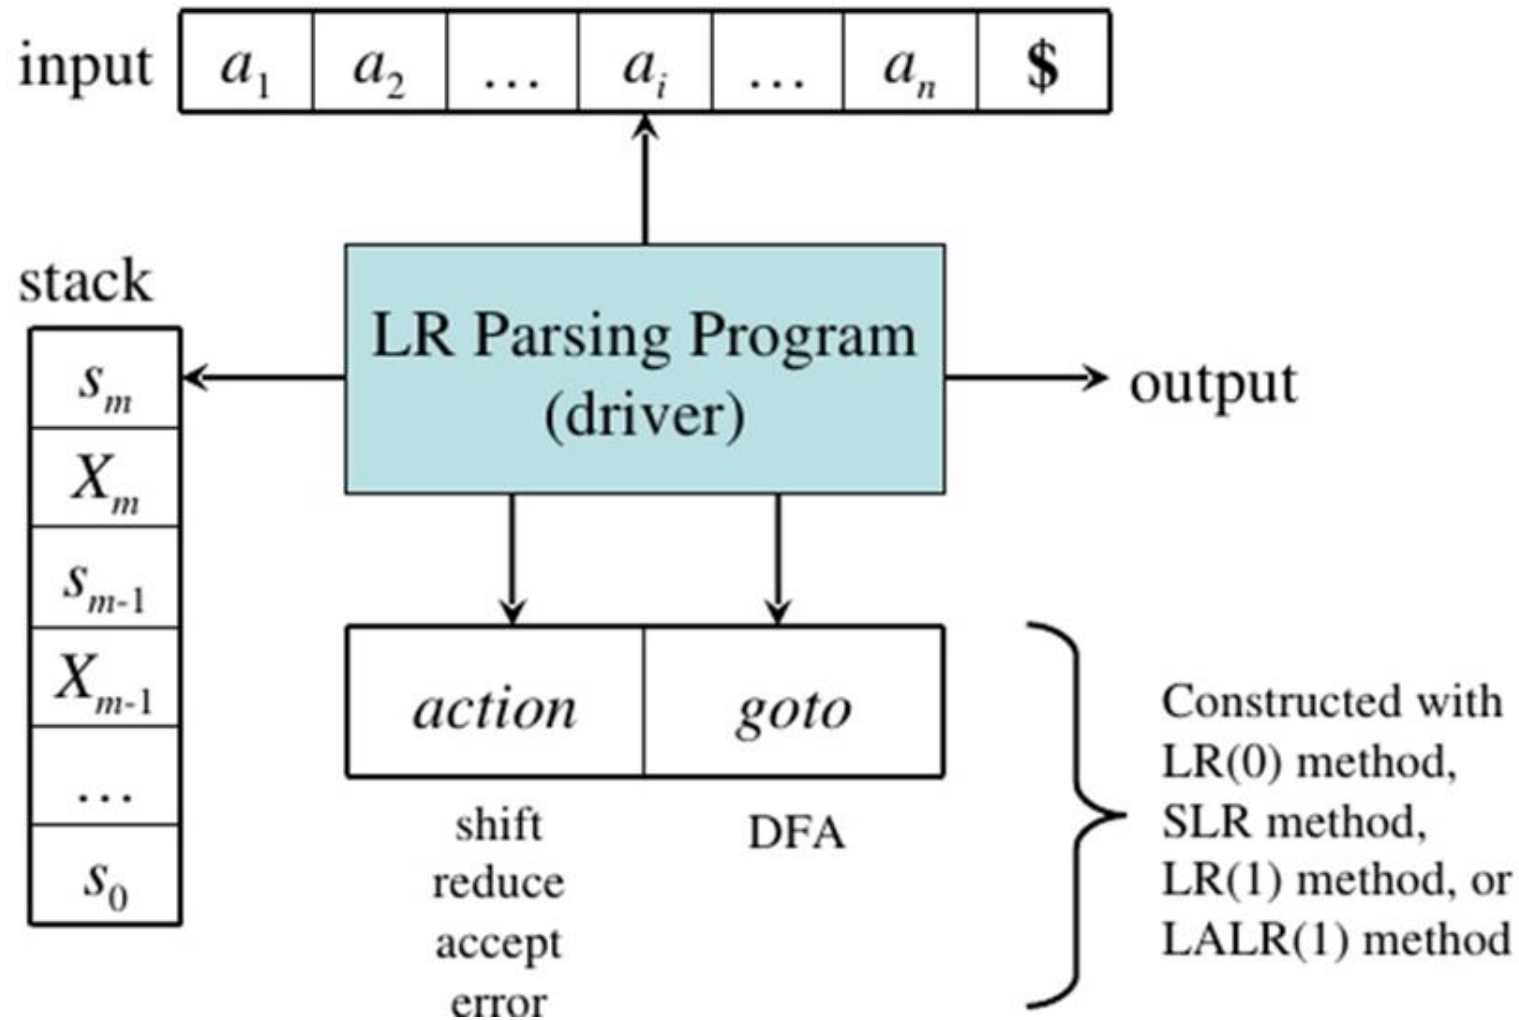 input a₁ a₂ … aᵢ … aₙ $
stack
LR Parsing Program
(driver)
output
sₘ
Xₘ
sₘ₋₁
Xₘ₋₁
…
s₀
action goto
shift
reduce
accept
error
DFA
Constructed with
LR(0) method,
SLR method,
LR(1) method, or
LALR(1) method